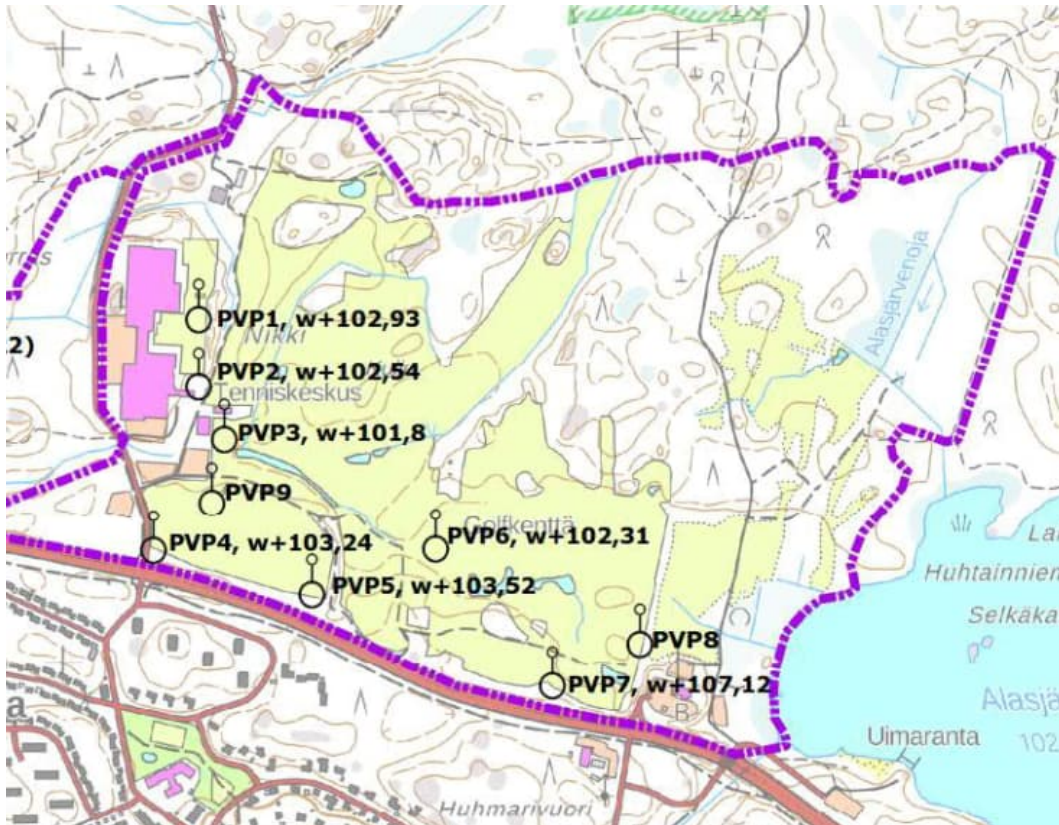 Alasjärvenoja
2)
PVP1, w+102,93
Nikki
PVP2, w+102,54
Tenniskeskus
PVP3, w+101,8
PVP9
Golfkenttä
PVP4, w+103,24
PVP6, w+102,31
PVP5, w+103,52
Huhtainniem
Selkäka
PVP8
PVP7, w+107,12
Alasjä
102
Uimaranta
Huhmarivuori